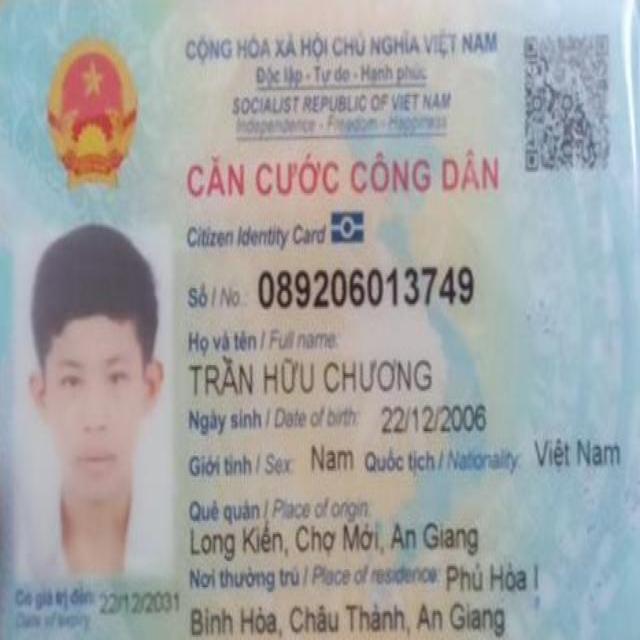 CỘNG HÒA XÃ HỘI CHỦ NGHĨA VIỆT NAM
Độc lập - Tự do - Hạnh phúc
SOCIALIST REPUBLIC OF VIET NAM
Independence - Freedom - Happiness
CĂN CƯỚC CÔNG DÂN
Citizen Identity Card
Số / No.: 089206013749
Họ và tên / Full name:
TRẦN HỮU CHƯƠNG
Ngày sinh / Date of birth: 22/12/2006
Giới tính / Sex: Nam Quốc tịch / Nationality: Việt Nam
Quê quán / Place of origin:
Long Kiến, Chợ Mới, An Giang
Nơi thường trú / Place of residence: Phú Hòa I
Bình Hòa, Châu Thành, An Giang
Có giá trị đến: 22/12/2031
Date of expiry